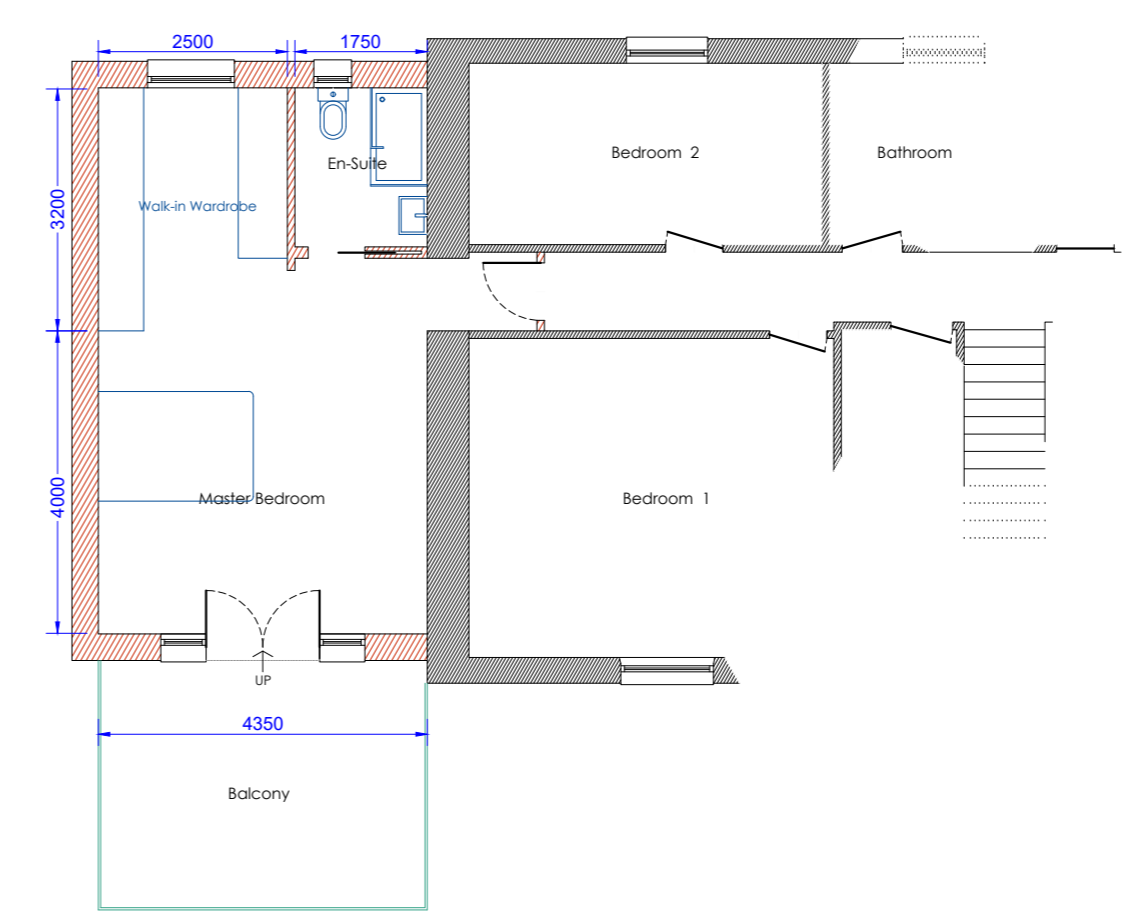 2500
1750
Bedroom 2
Bathroom
En-Suite
Walk-in Wardrobe
3200
4000
Master Bedroom
Bedroom 1
UP
4350
Balcony